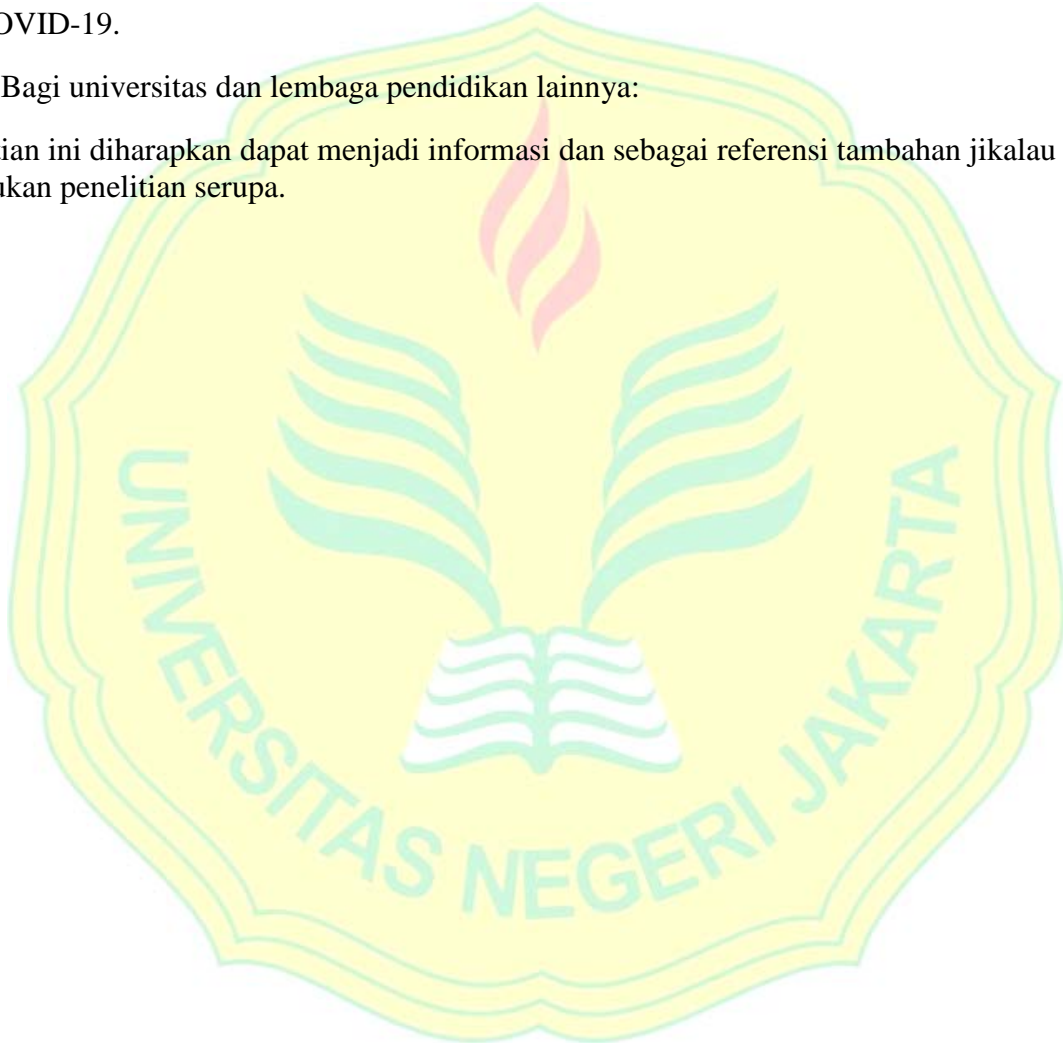 OVID-19.
Bagi universitas dan lembaga pendidikan lainnya:
ian ini diharapkan dapat menjadi informasi dan sebagai referensi tambahan jikalau
ukan penelitian serupa.
UNIVERSITAS NEGERI JAKARTA